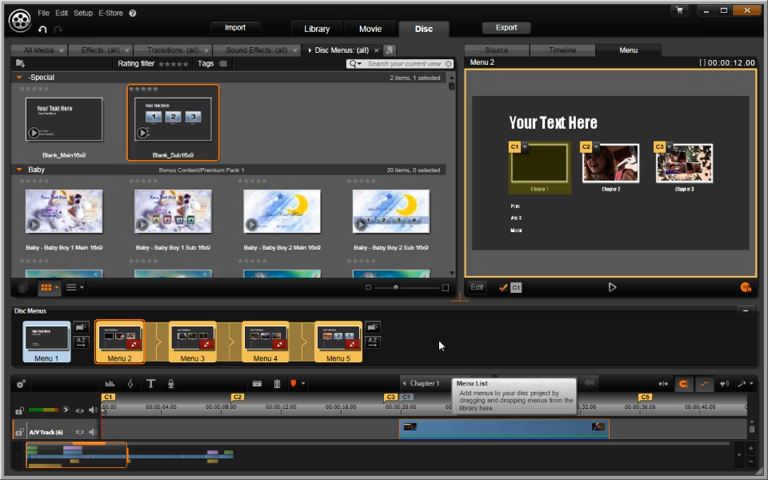 File Edit Setup E-Store
Import Library Movie Disc Export
All Media Effects: (all) Transitions: (all) Sound Effects: (all) Disc Menus: (all)
Source Timeline Menu
Rating filter Tags Search your current view
Menu 2 [] 00:00:12.00
-Special 2 items, 1 selected
Your Text Here
1 2 3
Blank_Main16x9 Blank_Sub16x9
Your Text Here
C1 C2 C3
Chapter 1 Chapter 2 Chapter 3
Baby Bonus Content/Premium Pack 1 20 items, 0 selected
Baby - Baby Boy 1 Main 16x9 Baby - Baby Boy 1 Sub 16x9 Baby - Baby Boy 2 Main 16x9 Baby - Baby Boy 2 Sub 16x9
Edit C1
Disc Menus
AZ AZ
Menu 1 Menu 2 Menu 3 Menu 4 Menu 5
Chapter 1
Menu List
Add menus to your disc project by
dragging and dropping menus from the
library here.
C1 C2 C3 C1 C5
00.00 00:00:04.00 00:00:08.00 00:00:12.00 00:00:16.00 00:00:36.00 00:00:40.00
A/V Track (6)